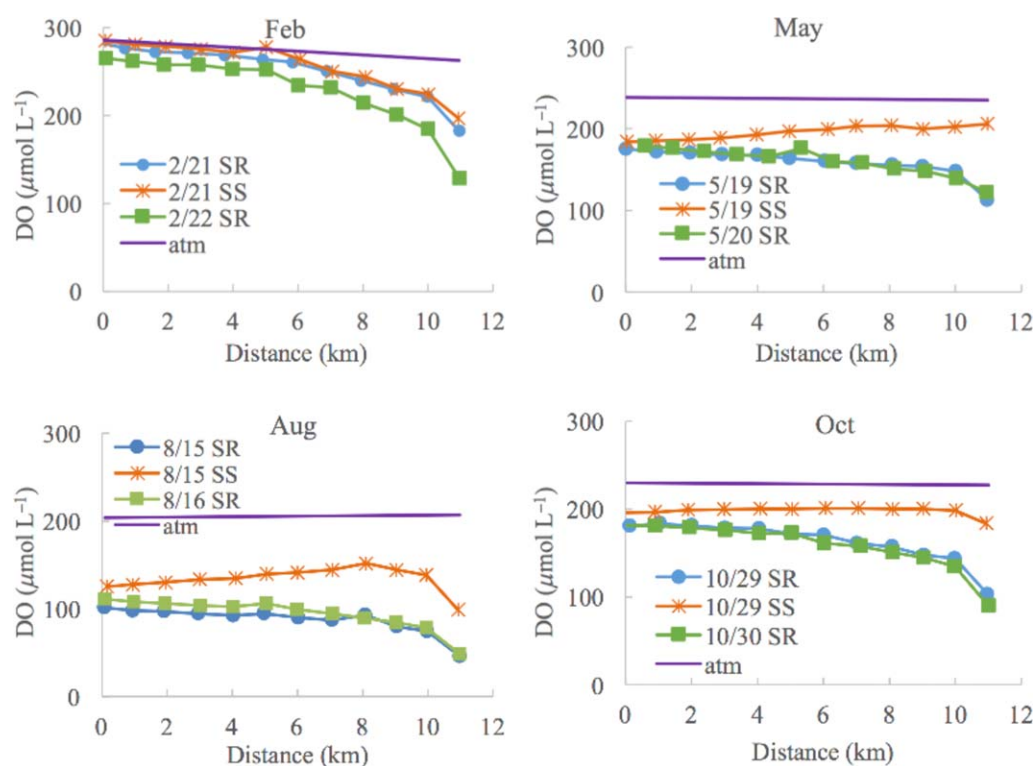 Feb
300
200
100
0
DO (µmol L⁻¹)
2/21 SR
2/21 SS
2/22 SR
atm
0 2 4 6 8 10 12
Distance (km)
May
300
200
100
0
DO (µmol L⁻¹)
5/19 SR
5/19 SS
5/20 SR
atm
0 2 4 6 8 10 12
Distance (km)
Aug
300
200
100
0
DO (µmol L⁻¹)
8/15 SR
8/15 SS
8/16 SR
atm
0 2 4 6 8 10 12
Distance (km)
Oct
300
200
100
0
DO (µmol L⁻¹)
10/29 SR
10/29 SS
10/30 SR
atm
0 2 4 6 8 10 12
Distance (km)